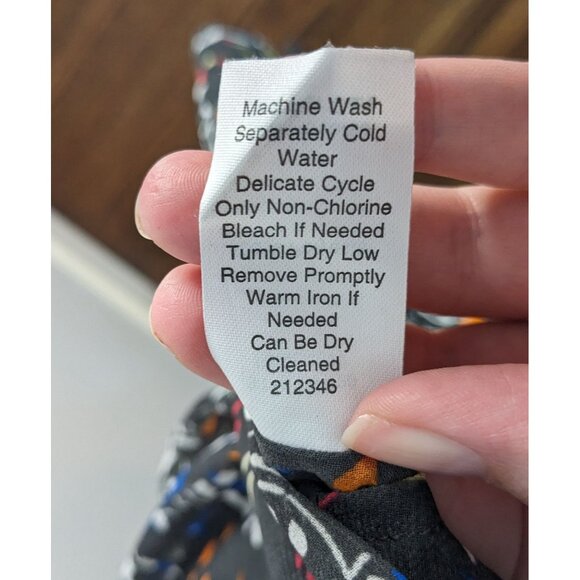 Machine Wash
Separately Cold
Water
Delicate Cycle
Only Non-Chlorine
Bleach If Needed
Tumble Dry Low
Remove Promptly
Warm Iron If
Needed
Can Be Dry
Cleaned
212346